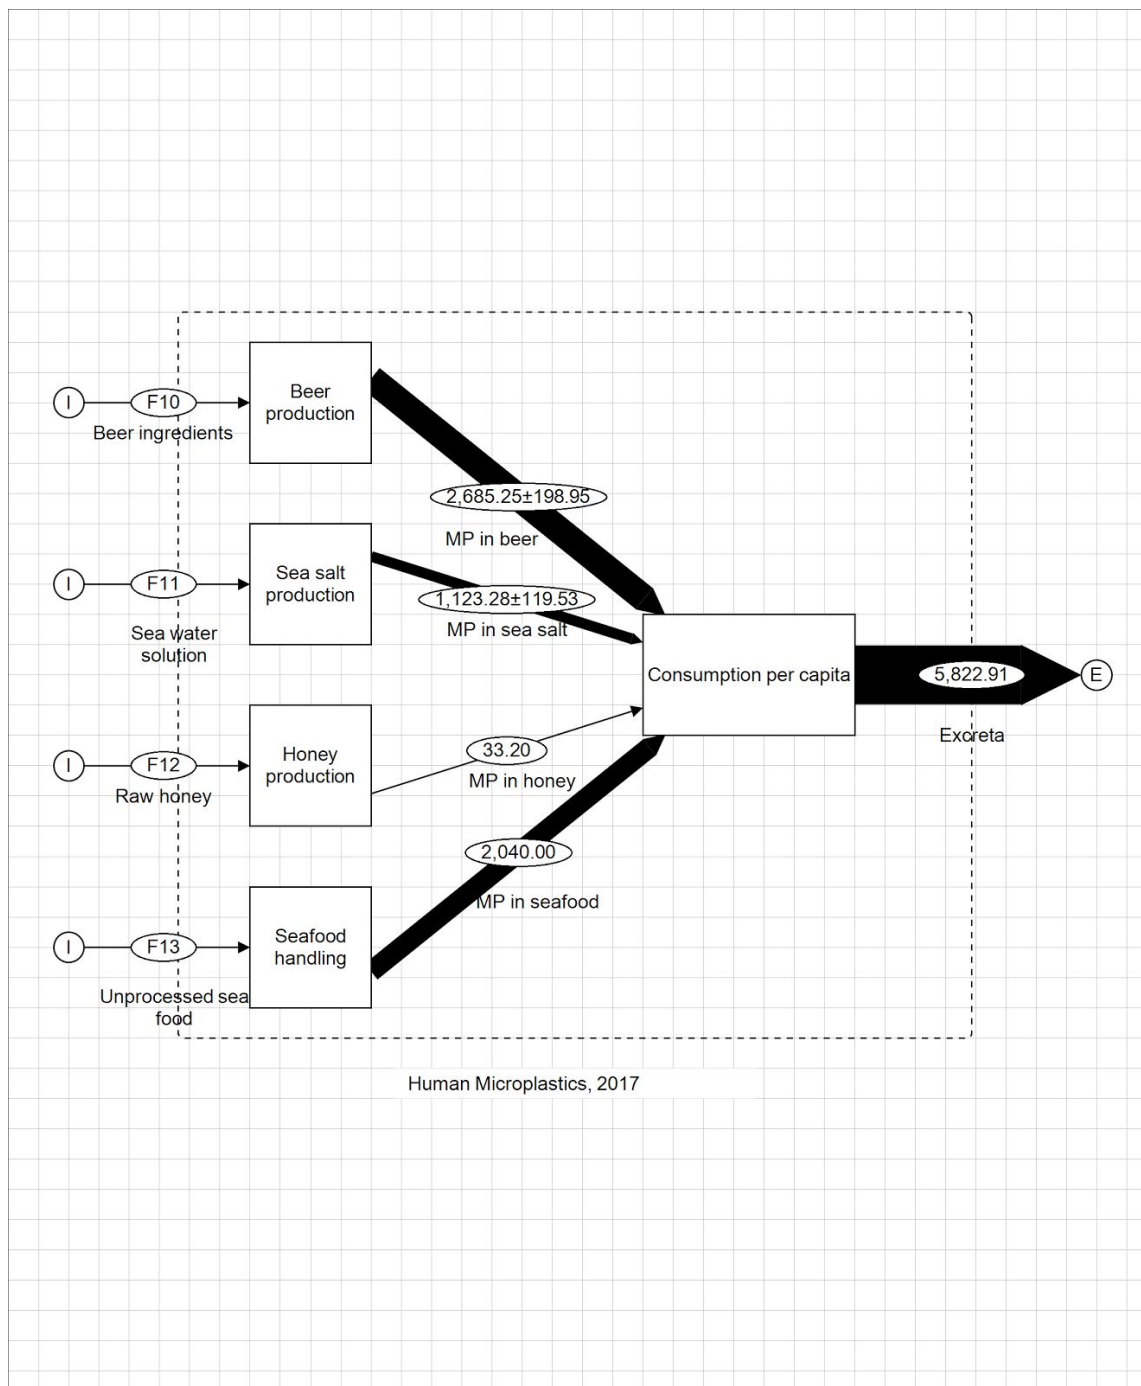 Beer
production
I
F10
Beer ingredients
2,685.25±198.95
MP in beer
Sea salt
production
I
F11
Sea water
solution
1,123.28±119.53
MP in sea salt
Consumption per capita
5,822.91
E
Excreta
Honey
production
I
F12
Raw honey
33.20
MP in honey
2,040.00
MP in seafood
Seafood
handling
I
F13
Unprocessed sea
food
Human Microplastics, 2017